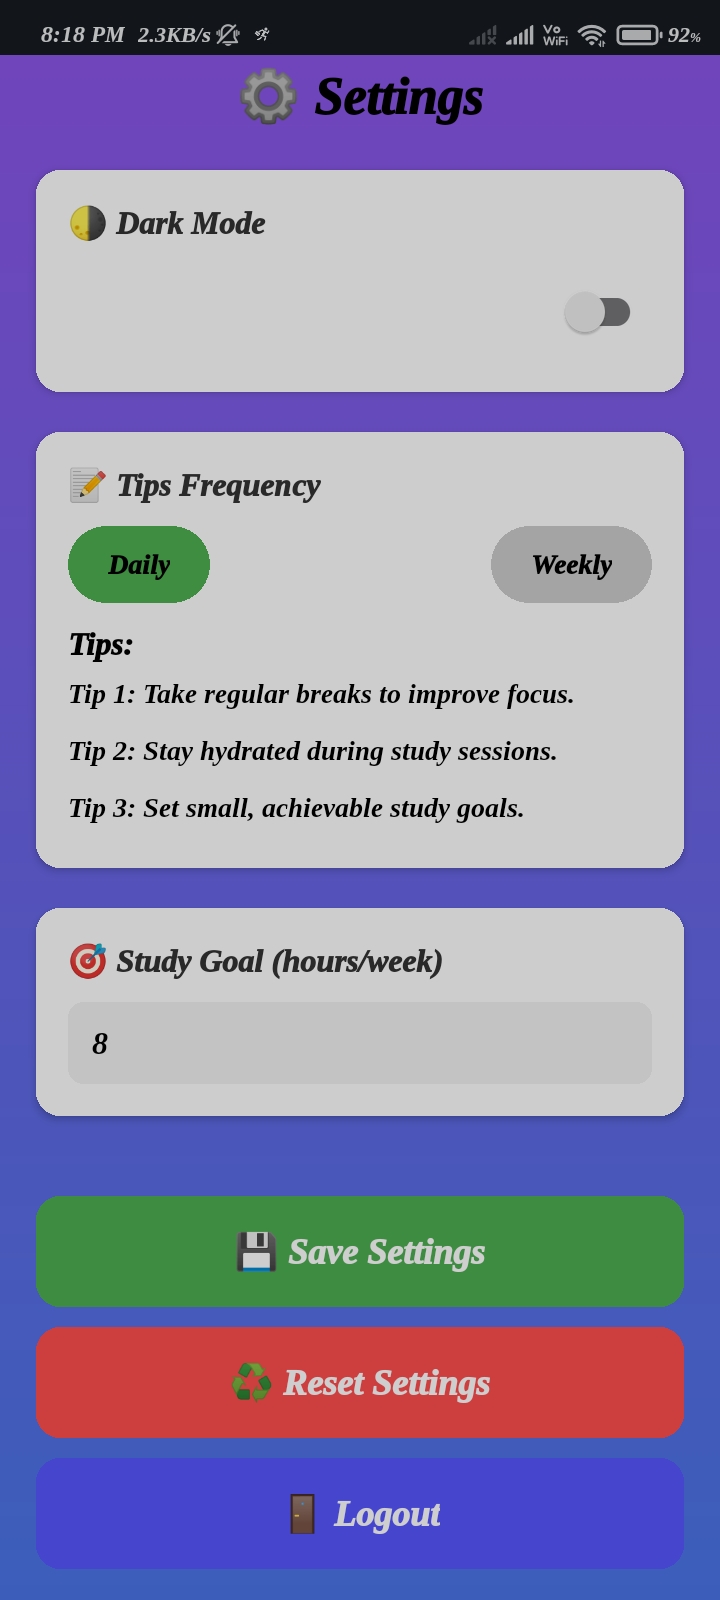 8:18 PM 2.3KB/s Vo WiFi 92%
Settings
Dark Mode
Tips Frequency
Daily Weekly
Tips:
Tip 1: Take regular breaks to improve focus.
Tip 2: Stay hydrated during study sessions.
Tip 3: Set small, achievable study goals.
Study Goal (hours/week)
8
Save Settings
Reset Settings
Logout